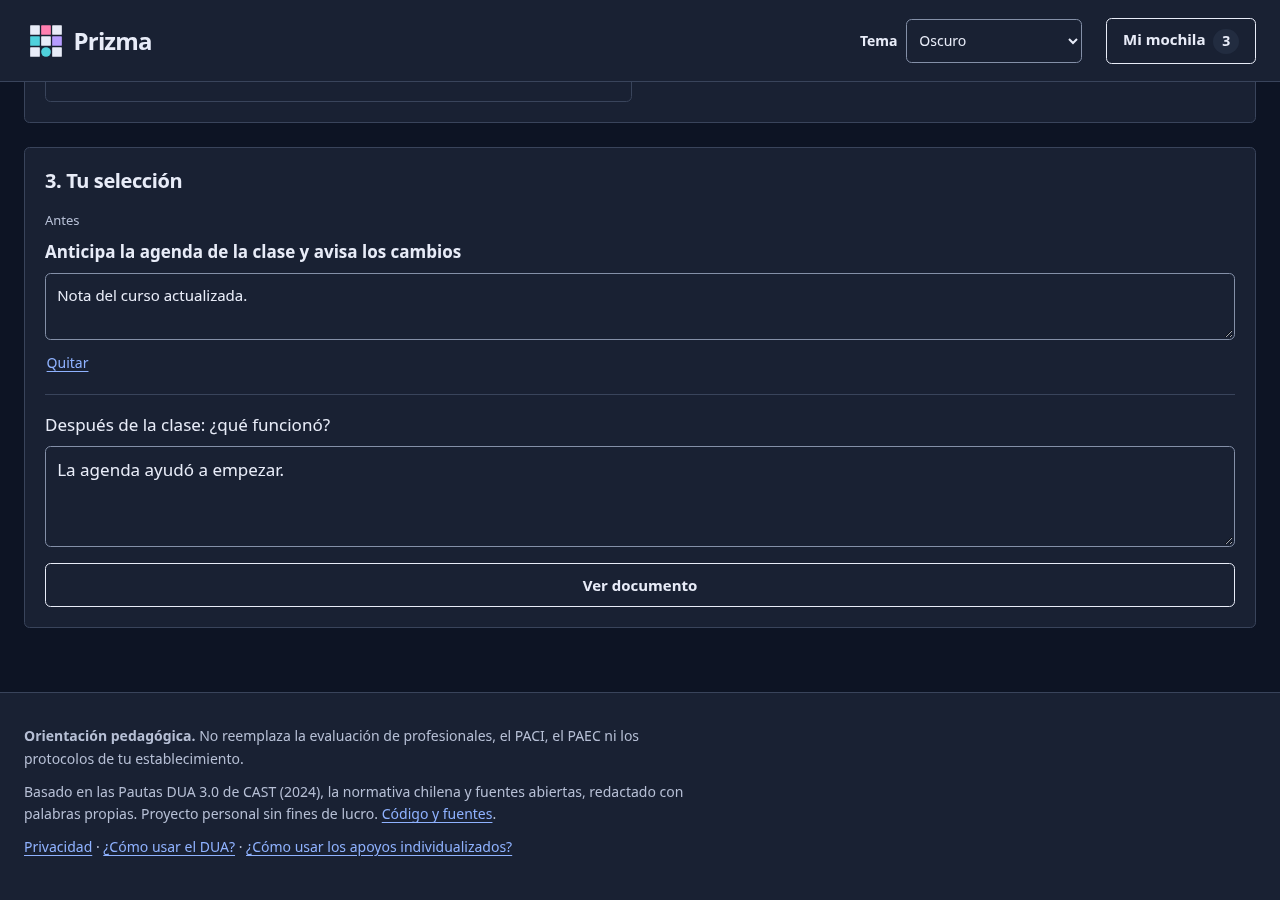 Prizma
Tema
Oscuro
Mi mochila 3
3. Tu selección
Antes
Anticipa la agenda de la clase y avisa los cambios
Nota del curso actualizada.
Quitar
Después de la clase: ¿qué funcionó?
La agenda ayudó a empezar.
Ver documento
Orientación pedagógica. No reemplaza la evaluación de profesionales, el PACI, el PAEC ni los
protocolos de tu establecimiento.
Basado en las Pautas DUA 3.0 de CAST (2024), la normativa chilena y fuentes abiertas, redactado con
palabras propias. Proyecto personal sin fines de lucro. Código y fuentes.
Privacidad · ¿Cómo usar el DUA? · ¿Cómo usar los apoyos individualizados?